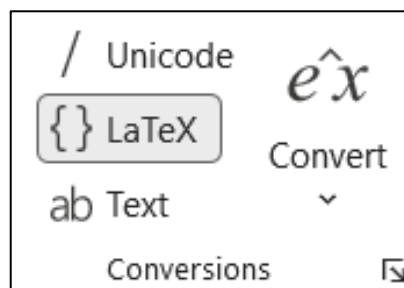 / Unicode
{ } LaTeX
ab Text
e^x
Convert
Conversions